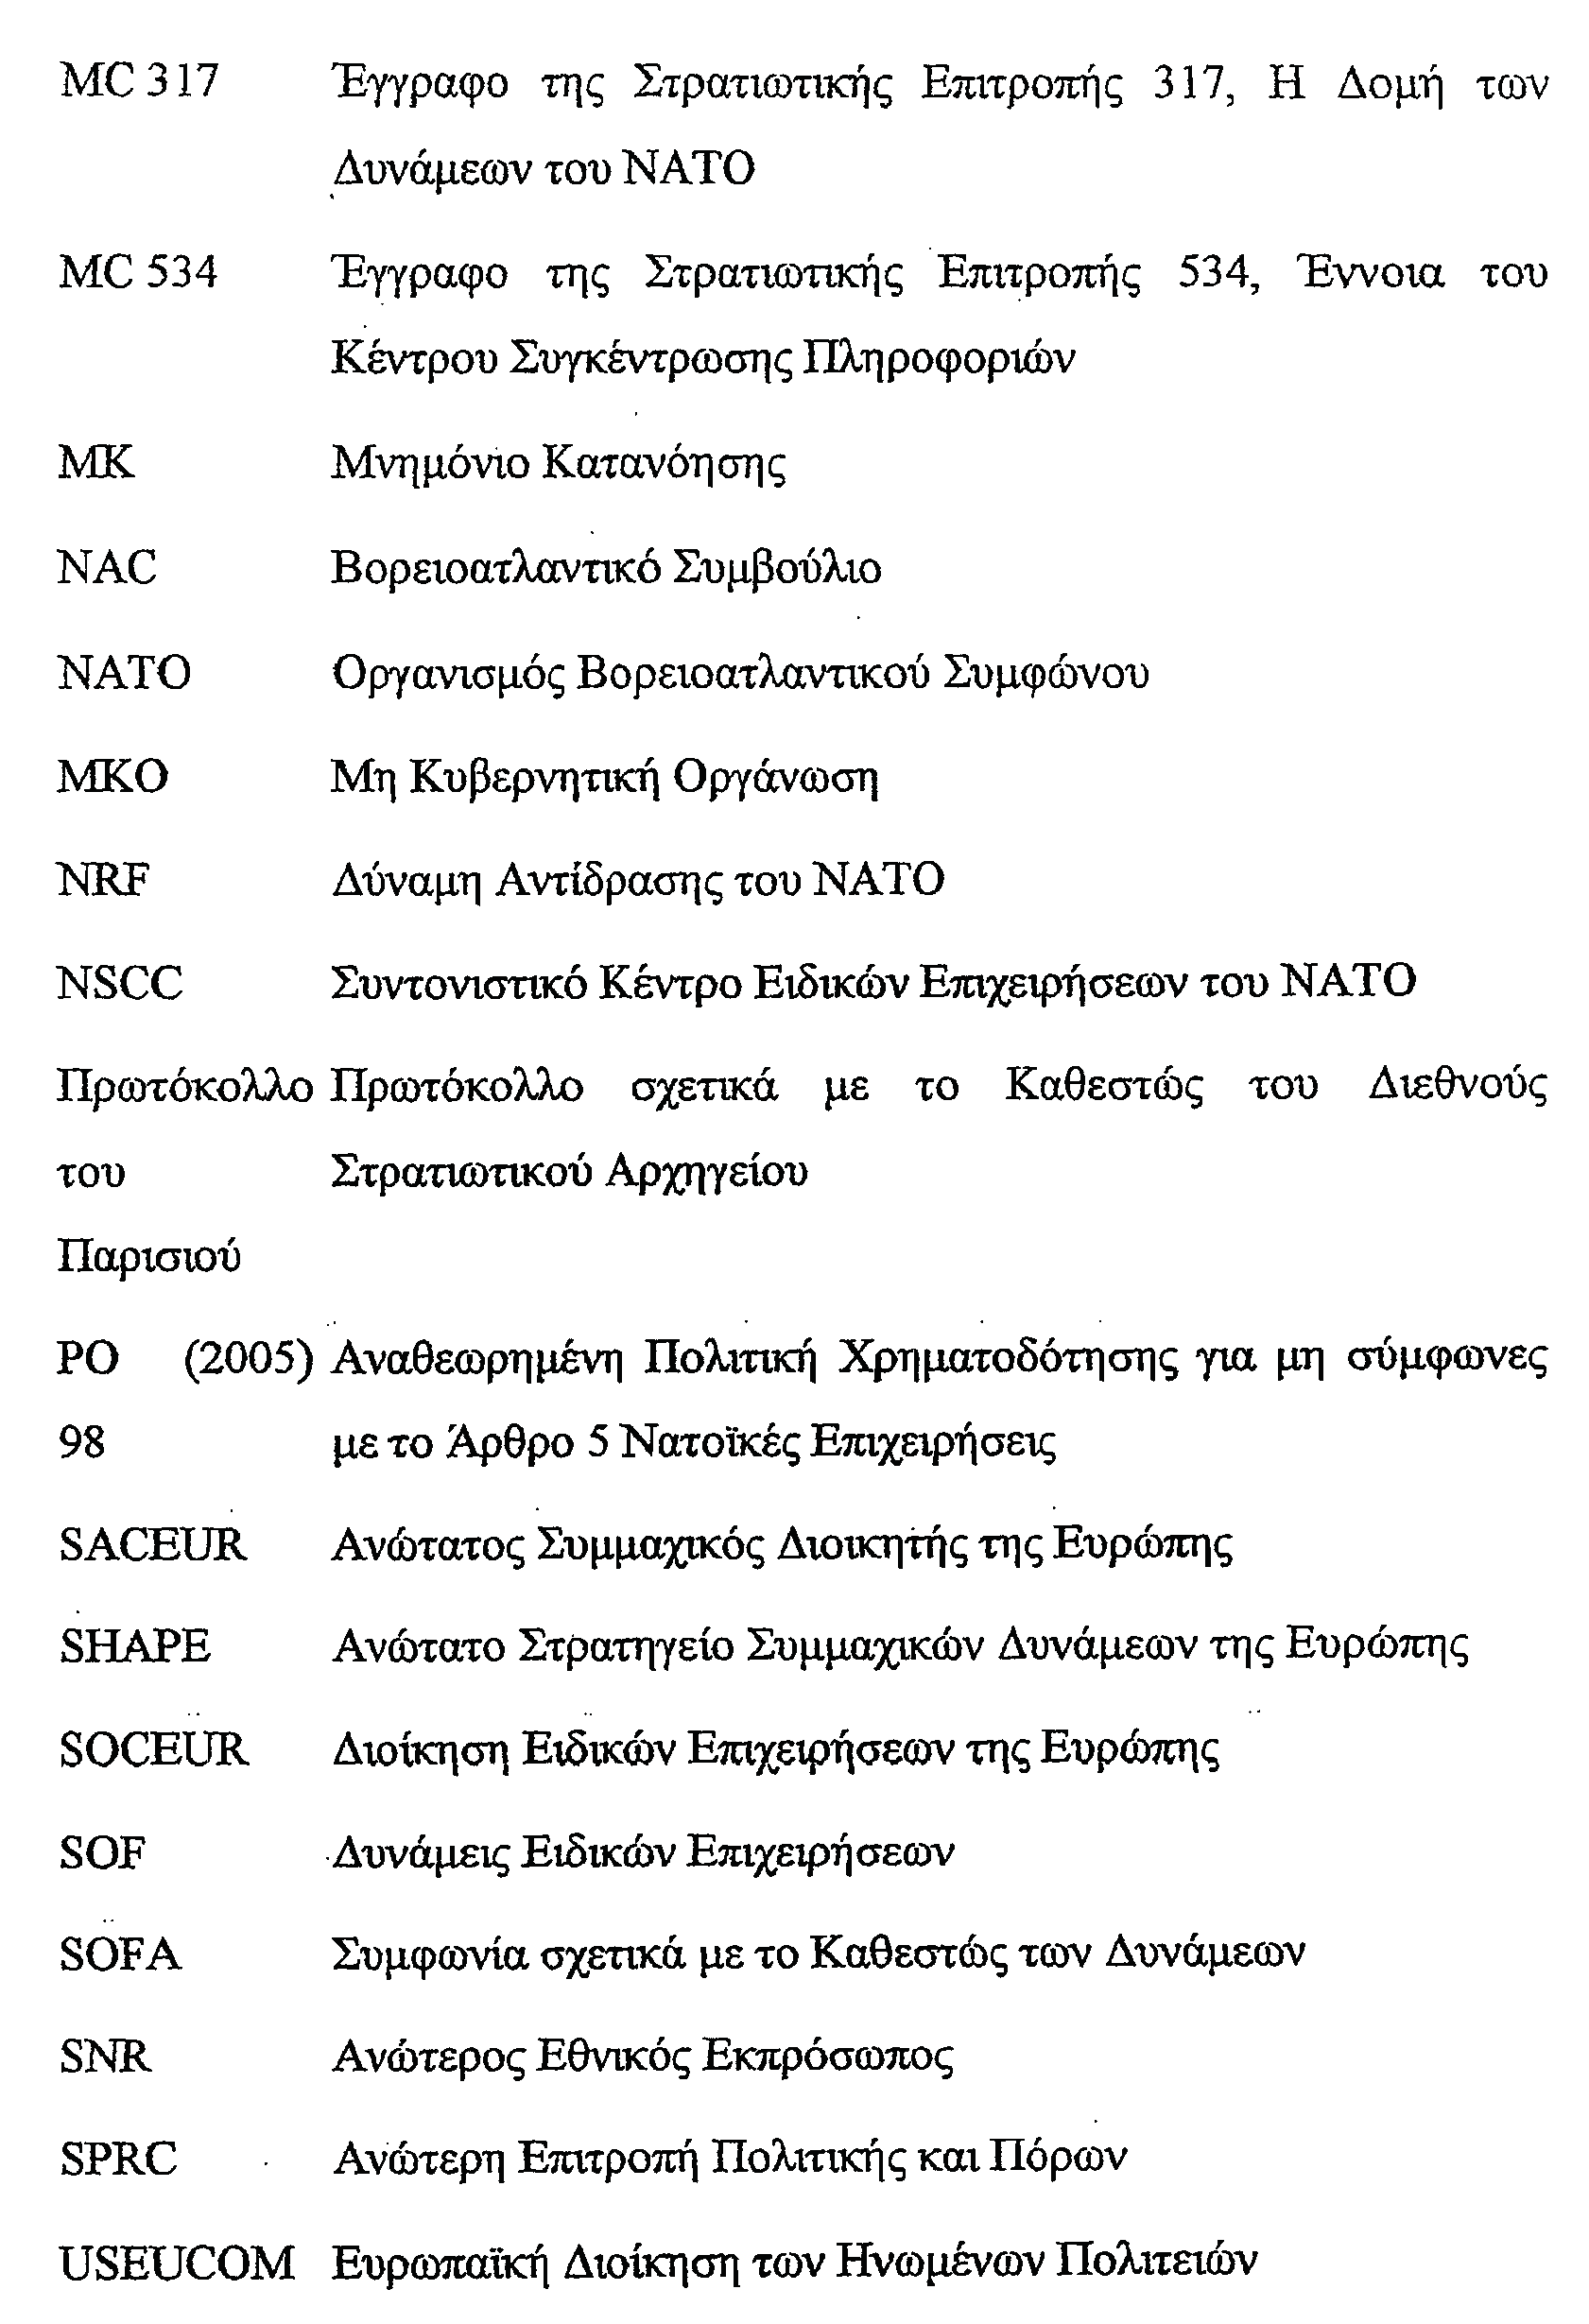 MC 317 Έγγραφο της Στρατιωτικής Επιτροπής 317, Η Δομή των
Δυνάμεων του ΝΑΤΟ
MC 534 Έγγραφο της Στρατιωτικής Επιτροπής 534, Έννοια του
Κέντρου Συγκέντρωσης Πληροφοριών
ΜΚ Μνημόνιο Κατανόησης
NAC Βορειοατλαντικό Συμβούλιο
NATO Οργανισμός Βορειοατλαντικού Συμφώνου
ΜΚΟ Μη Κυβερνητική Οργάνωση
NRF Δύναμη Αντίδρασης του ΝΑΤΟ
NSCC Συντονιστικό Κέντρο Ειδικών Επιχειρήσεων του ΝΑΤΟ
Πρωτόκολλο Πρωτόκολλο σχετικά με το Καθεστώς του Διεθνούς
του Στρατιωτικού Αρχηγείου
Παρισιού
PO (2005) Αναθεωρημένη Πολιτική Χρηματοδότησης για μη σύμφωνες
98 με το Άρθρο 5 Νατοϊκές Επιχειρήσεις
SACEUR Ανώτατος Συμμαχικός Διοικητής της Ευρώπης
SHAPE Ανώτατο Στρατηγείο Συμμαχικών Δυνάμεων της Ευρώπης
SOCEUR Διοίκηση Ειδικών Επιχειρήσεων της Ευρώπης
SOF Δυνάμεις Ειδικών Επιχειρήσεων
SOFA Συμφωνία σχετικά με το Καθεστώς των Δυνάμεων
SNR Ανώτερος Εθνικός Εκπρόσωπος
SPRC Ανώτερη Επιτροπή Πολιτικής και Πόρων
USEUCOM Ευρωπαϊκή Διοίκηση των Ηνωμένων Πολιτειών